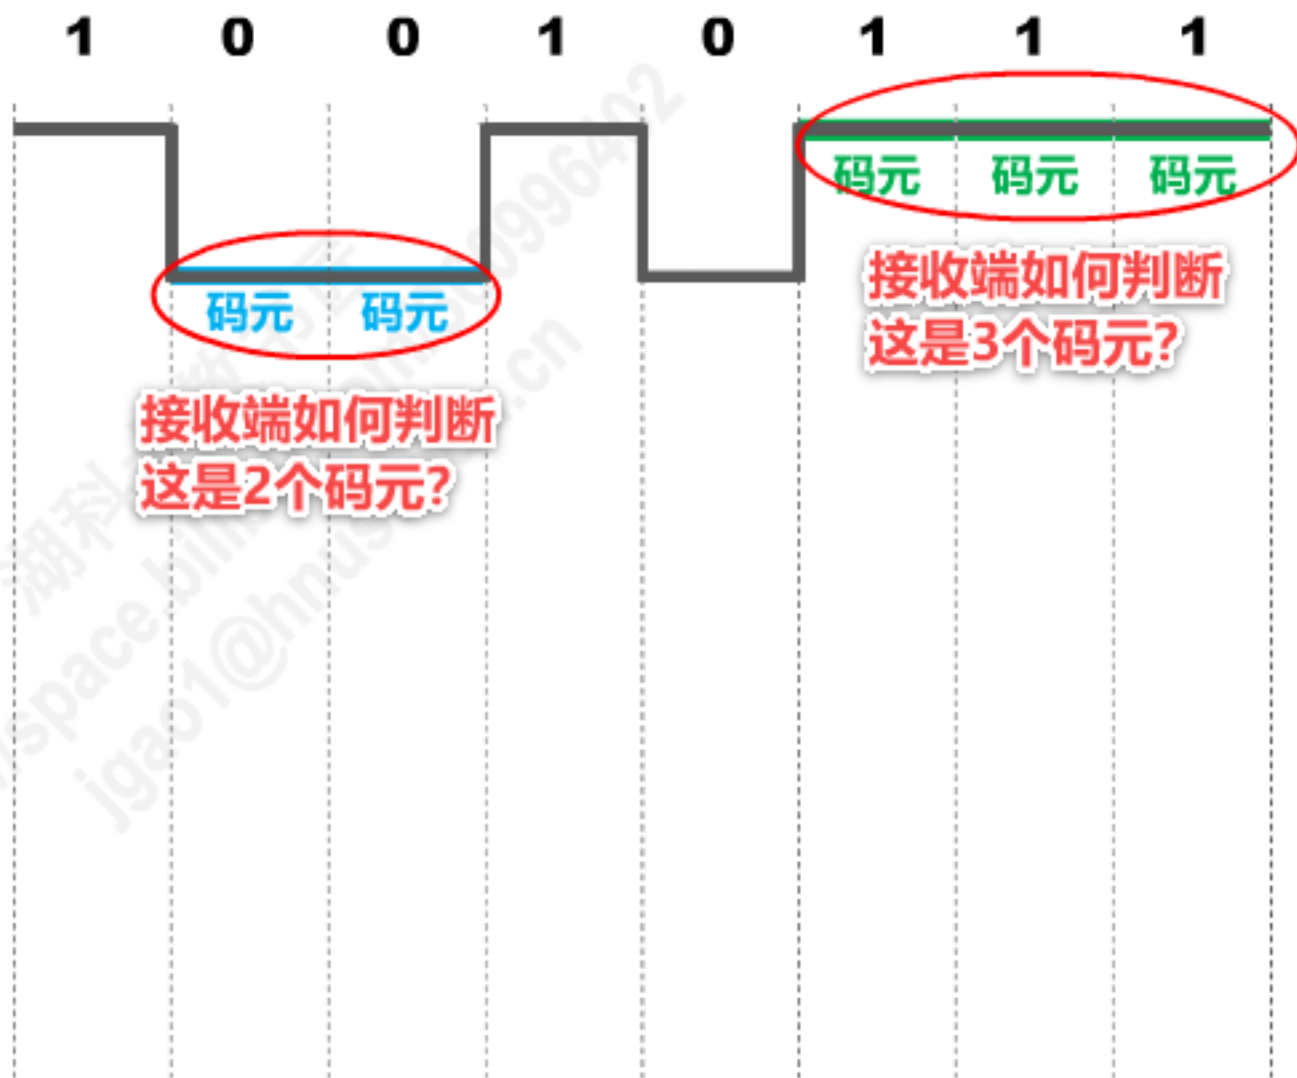 1 0 0 1 0 1 1 1
码元 码元 码元
码元 码元
接收端如何判断
这是3个码元?
接收端如何判断
这是2个码元?
jgao1@hnus